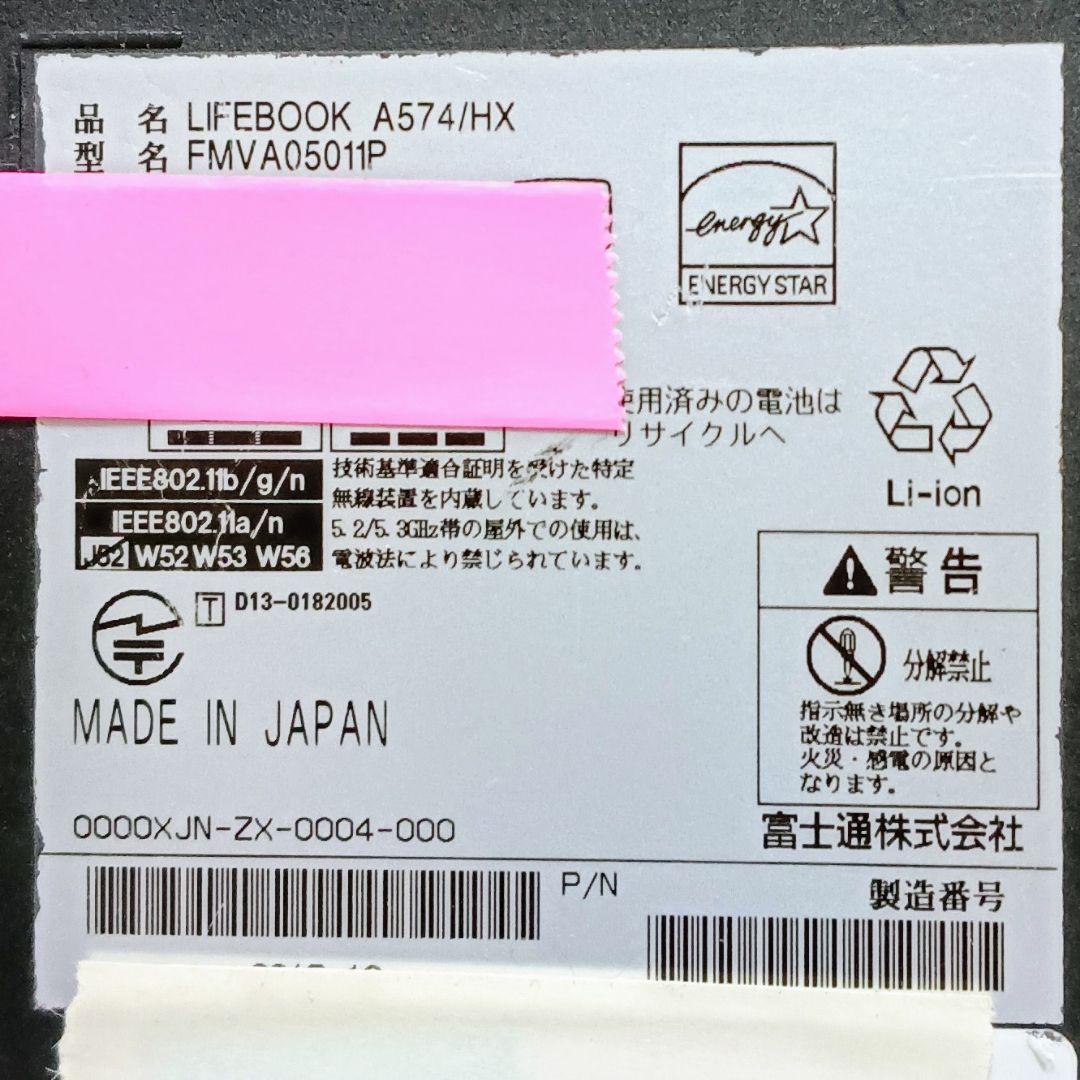 品 名 LIFEBOOK A574/HX
型 名 FMVA05011P
energy
ENERGY STAR
使用済みの電池は
リサイクルへ
Li-ion
IEEE802.11b/g/n
IEEE802.11a/n
J52 W52 W53 W56
技術基準適合証明を受けた特定
無線装置を内蔵しています。
5.2/5.3GHz帯の屋外での使用は、
電波法により禁じられています。
T D13-0182005
MADE IN JAPAN
0000XJN-ZX-0004-000
警告
分解禁止
指示無き場所の分解や
改造は禁止です。
火災・感電の原因と
なります。
富士通株式会社
P/N
製造番号